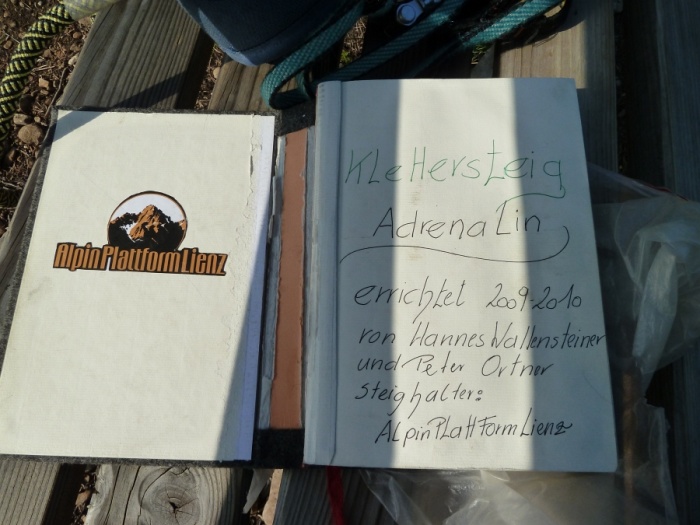 AlpinPlattformLienz
Klettersteig
Adrenalin
errichtet 2009-2010
von Hannes Wallensteiner
und Peter Ortner
Steighalter:
AlpinPlattFormLienz